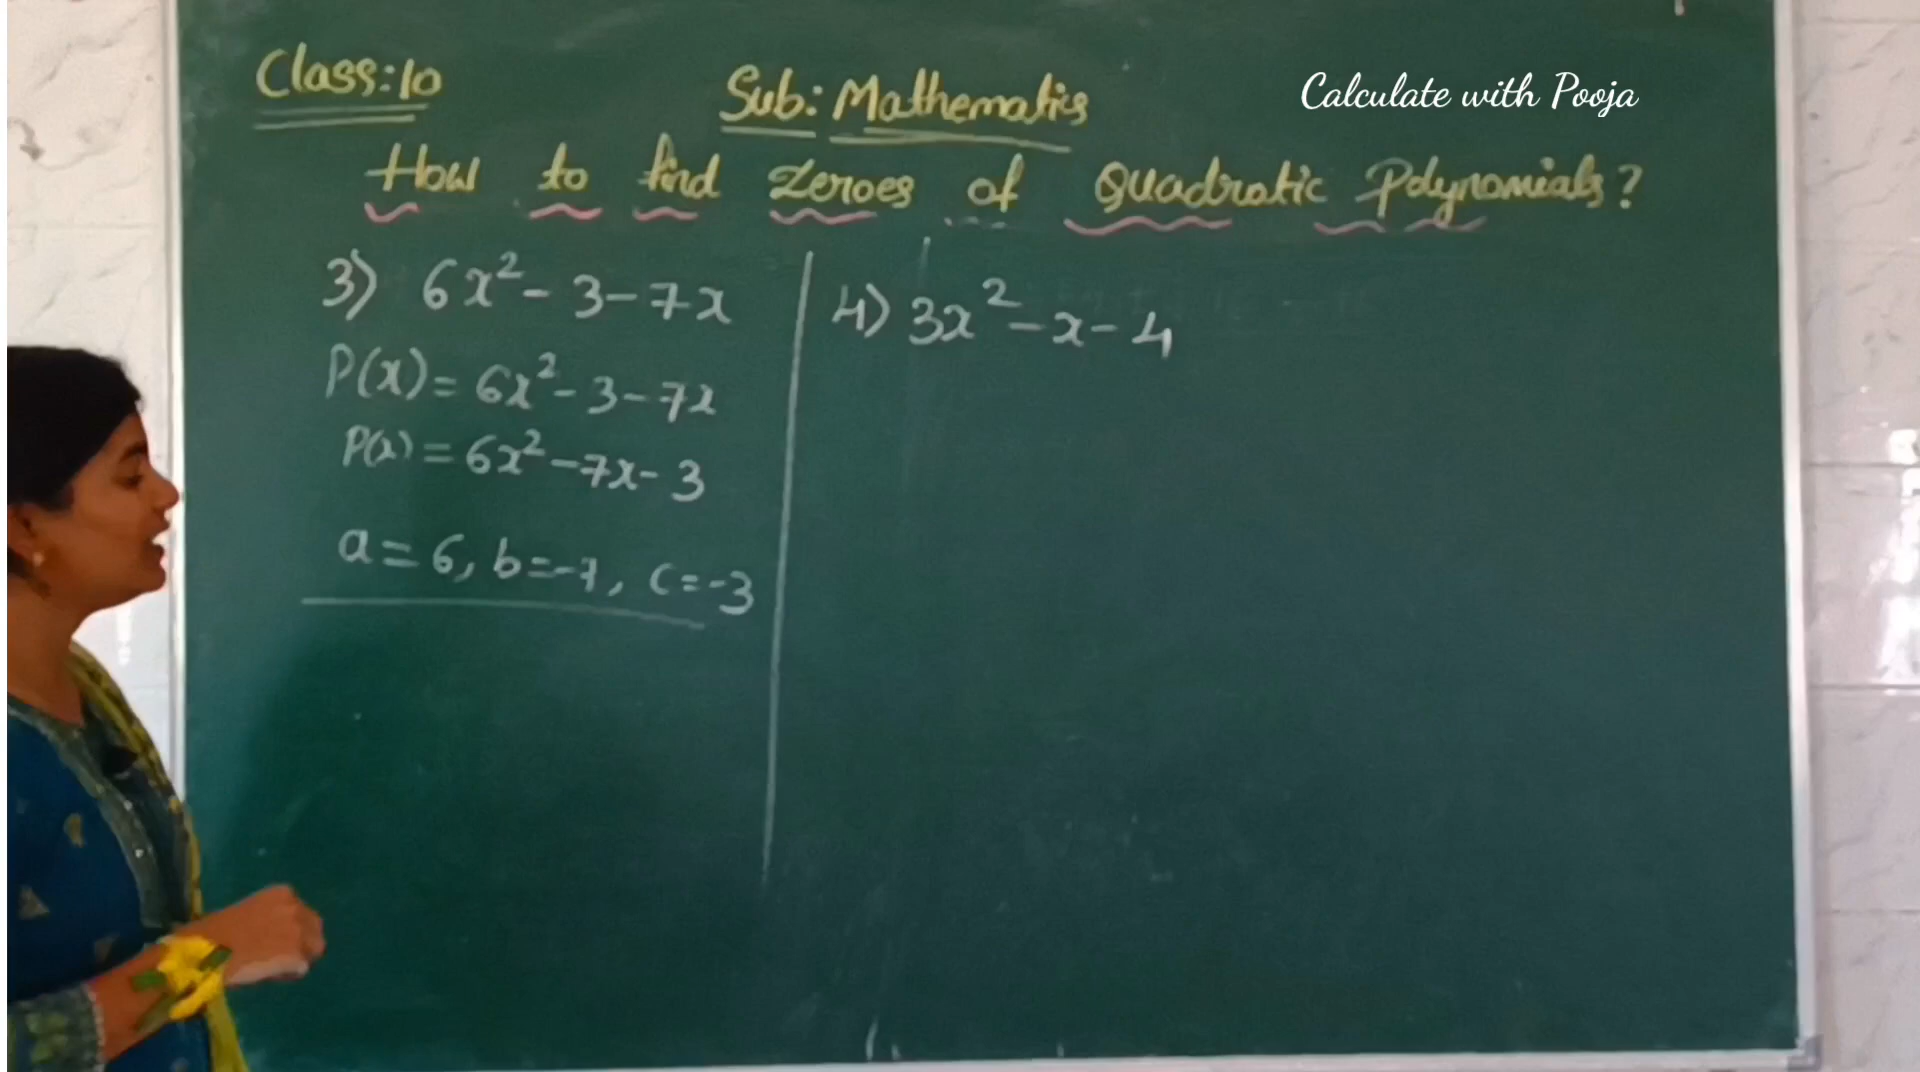 Class:10 Sub: Mathematics Calculate with Pooja
How to find Zeroes of Quadratic Polynomials?
3) 6x² - 3 - 7x
P(x) = 6x² - 3 - 7x
P(x) = 6x² - 7x - 3
a = 6, b = -7, c = -3
4) 3x² - x - 4